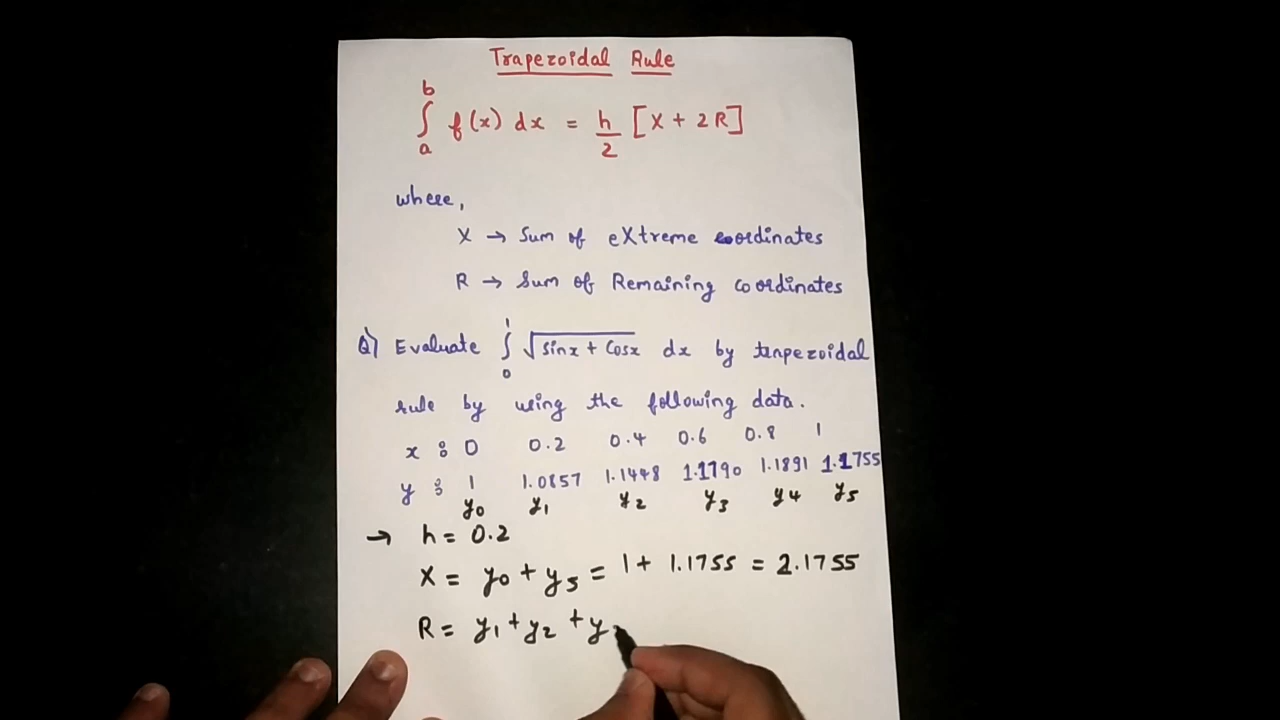 Trapezoidal Rule
∫ₐᵇ f(x) dx = h/2 [X + 2R]
where,
X → Sum of eXtreme coordinates
R → Sum of Remaining coordinates
Q) Evaluate ∫₀¹ √(sinx + Cosx) dx by trapezoidal
rule by using the following data.
x : 0 0.2 0.4 0.6 0.8 1
y : 1 1.0857 1.1448 1.1790 1.1891 1.1755
y₀ y₁ y₂ y₃ y₄ y₅
→ h = 0.2
X = y₀ + y₅ = 1 + 1.1755 = 2.1755
R = y₁ + y₂ + y